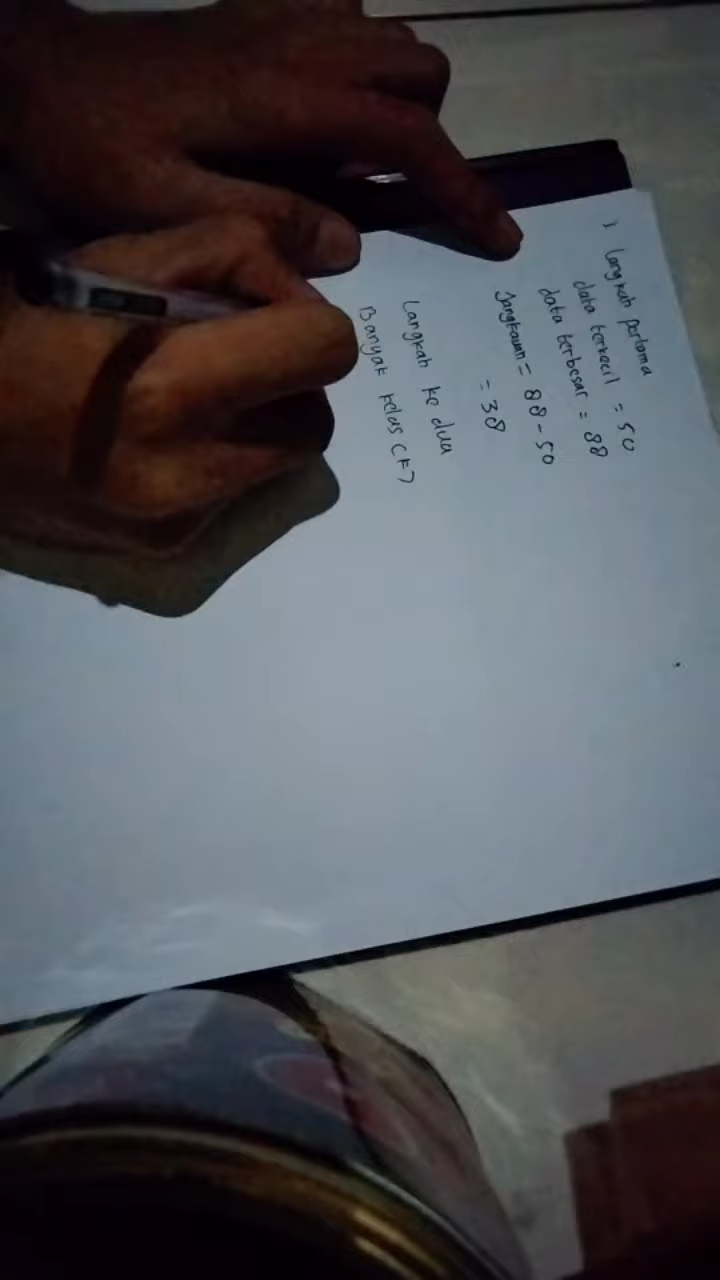 1 Langkah pertama
data terkecil = 50
data terbesar = 88
Jangkauan = 88 - 50
= 38
Langkah ke dua
Banyak kelas (k)